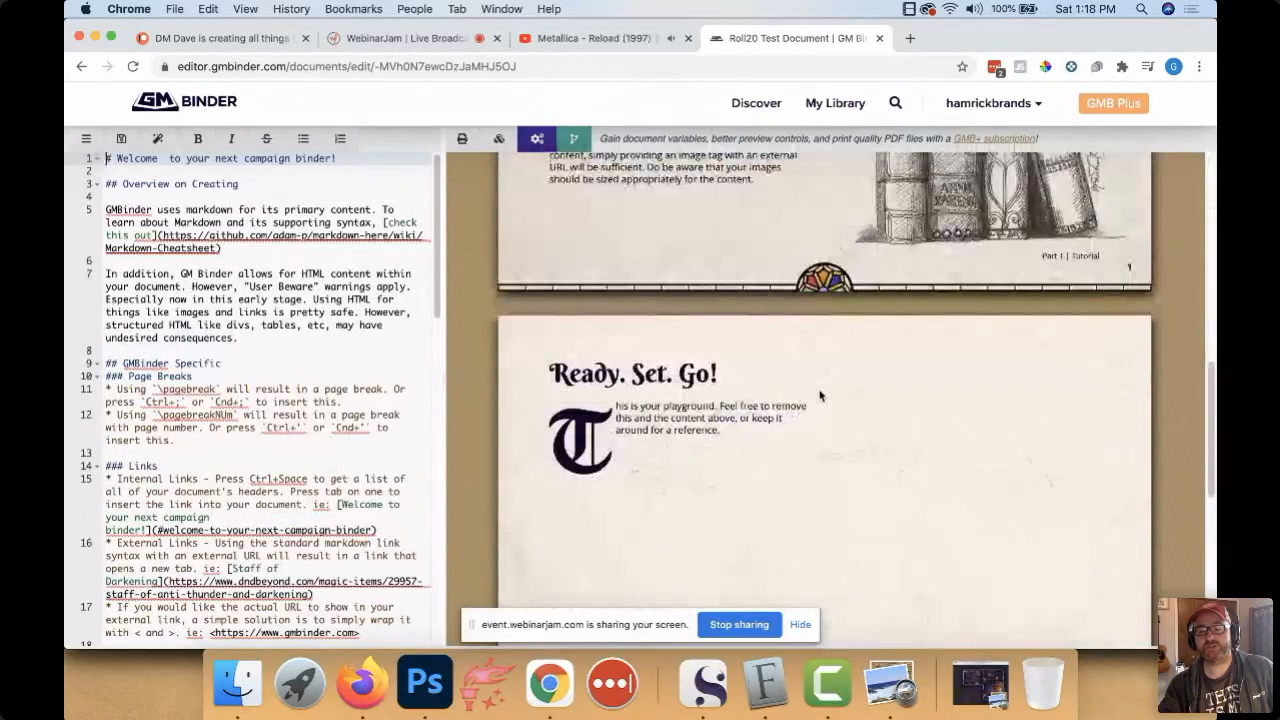 Chrome File Edit View History Bookmarks People Tab Window Help 100% Sat 1:18 PM
DM Dave is creating all things WebinarJam | Live Broadca Metallica - Reload (1997) Roll20 Test Document | GM Bi
editor.gmbinder.com/documents/edit/-MVh0N7ewcDzJaMHJ5OJ 2 G
GM BINDER Discover My Library hamrickbrands GMB Plus
B I S Gain document variables, better preview controls, and print quality PDF files with a GMB+ subscription!
1 # Welcome to your next campaign binder!
2
3 ## Overview on Creating
4
5 GMBinder uses markdown for its primary content. To
learn about Markdown and its supporting syntax, [check
this out](https://github.com/adam-p/markdown-here/wiki/
Markdown-Cheatsheet)
6
7 In addition, GM Binder allows for HTML content within
your document. However, "User Beware" warnings apply.
Especially now in this early stage. Using HTML for
things like images and links is pretty safe. However,
structured HTML like divs, tables, etc, may have
undesired consequences.
8
9 ## GMBinder Specific
10 ### Page Breaks
11 * Using `\pagebreak` will result in a page break. Or
press `Ctrl+;` or `Cmd+;` to insert this.
12 * Using `\pagebreakNUm` will result in a page break
with page number. Or press `Ctrl+'` or `Cmd+'` to
insert this.
13
14 ### Links
15 * Internal Links - Press Ctrl+Space to get a list of
all of your document's headers. Press tab on one to
insert the link into your document. ie: [Welcome to
your next campaign
binder!](#welcome-to-your-next-campaign-binder)
16 * External Links - Using the standard markdown link
syntax with an external URL will result in a link that
opens a new tab. ie: [Staff of
Darkening](https://www.dndbeyond.com/magic-items/29957-
staff-of-anti-thunder-and-darkening)
17 * If you would like the actual URL to show in your
external link, a simple solution is to simply wrap it
with < and >. ie: <https://www.gmbinder.com>
content, simply providing an image tag with an external
URL will be sufficient. Do be aware that your images
should be sized appropriately for the content.
Part 1 | Tutorial
Ready. Set. Go!
This is your playground. Feel free to remove
this and the content above, or keep it
around for a reference.
event.webinarjam.com is sharing your screen. Stop sharing Hide
Ps